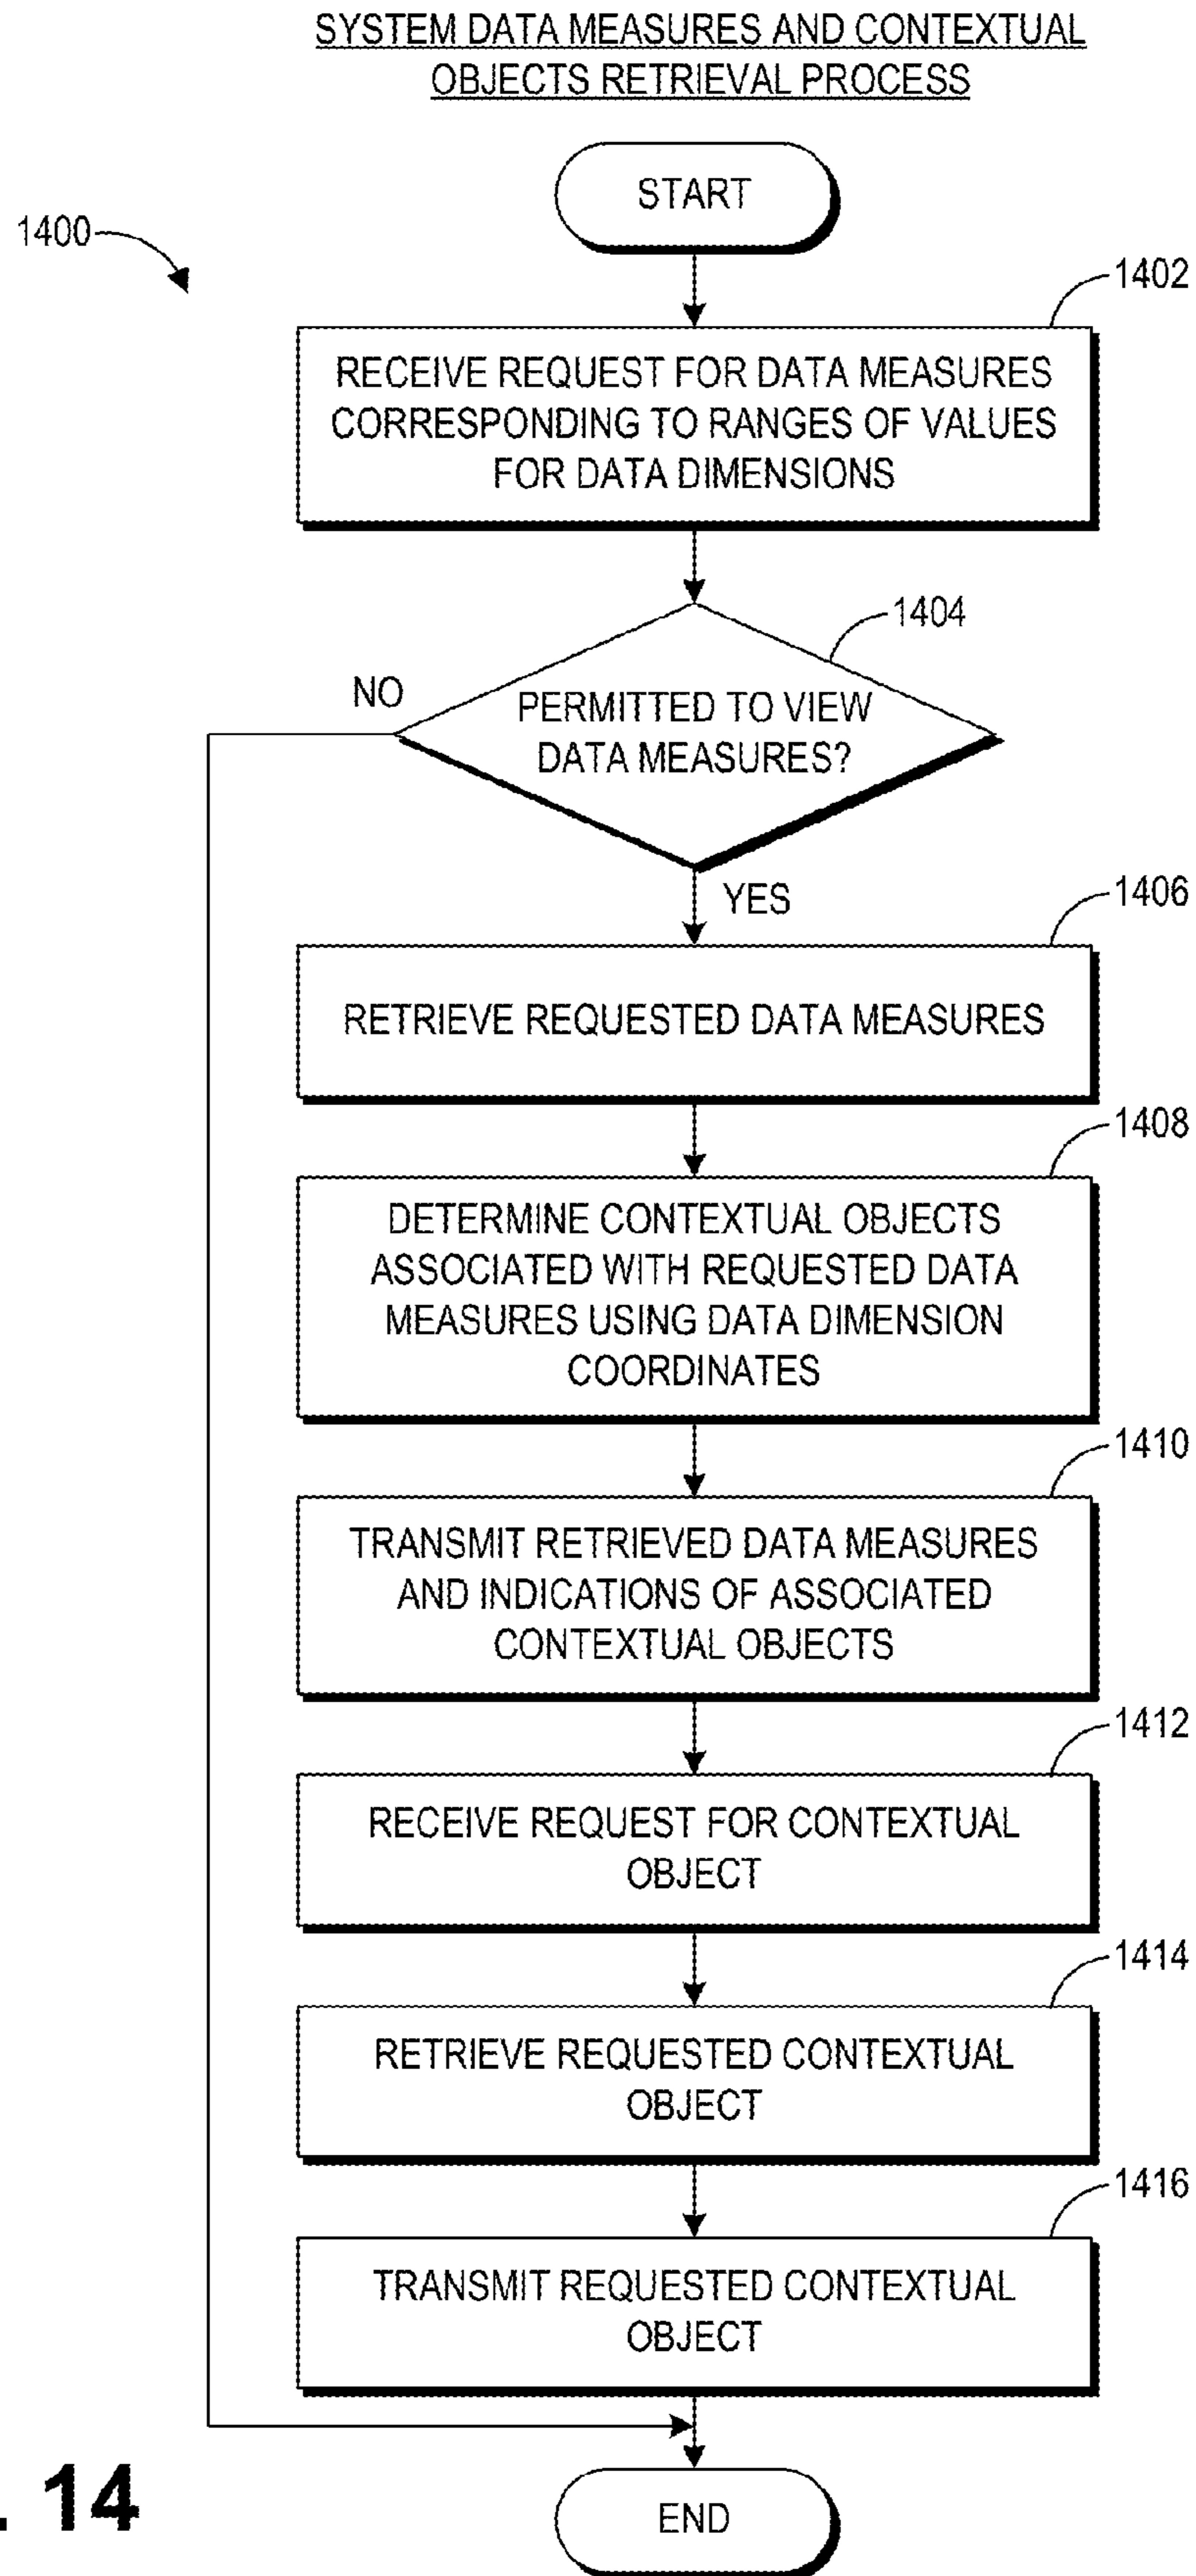 SYSTEM DATA MEASURES AND CONTEXTUAL
OBJECTS RETRIEVAL PROCESS
START
1400
1402
RECEIVE REQUEST FOR DATA MEASURES
CORRESPONDING TO RANGES OF VALUES
FOR DATA DIMENSIONS
1404
NO
PERMITTED TO VIEW
DATA MEASURES?
YES
1406
RETRIEVE REQUESTED DATA MEASURES
1408
DETERMINE CONTEXTUAL OBJECTS
ASSOCIATED WITH REQUESTED DATA
MEASURES USING DATA DIMENSION
COORDINATES
1410
TRANSMIT RETRIEVED DATA MEASURES
AND INDICATIONS OF ASSOCIATED
CONTEXTUAL OBJECTS
1412
RECEIVE REQUEST FOR CONTEXTUAL
OBJECT
1414
RETRIEVE REQUESTED CONTEXTUAL
OBJECT
1416
TRANSMIT REQUESTED CONTEXTUAL
OBJECT
. 14
END